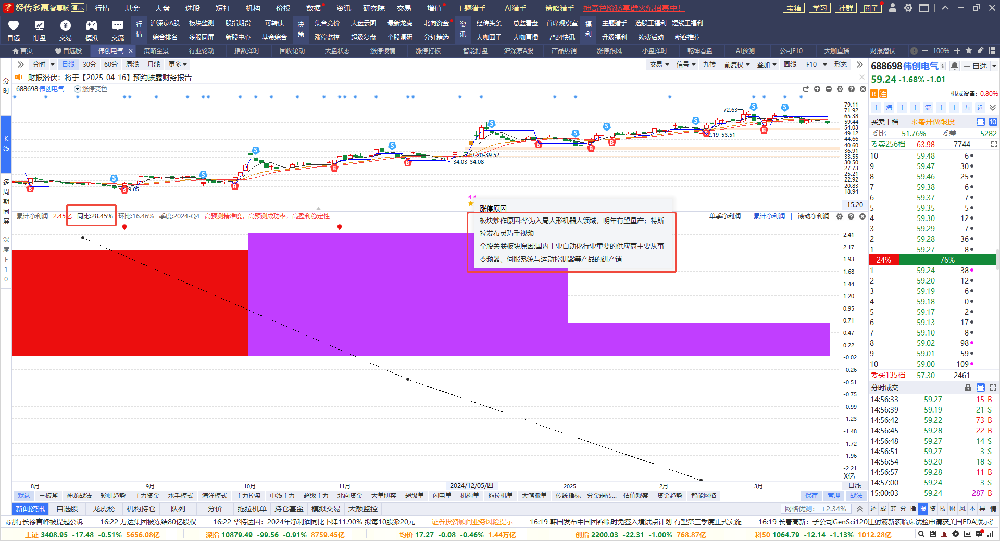 经传多赢 智尊版 演示 行情 基金 大盘 选股 短打 机构 价投 数据 资讯 研究院 交易 增值 主题猎手 AI猎手 策略猎手 神奇色阶私享群火爆招募中! 宝箱 学习 社群 圈子
自选 盯盘 交易 模拟 交流
行情 沪深京A股 板块监测 股指期货 可转债 决策 集合竞价 大盘云图 最新龙虎 北向资金 资讯 经传头条 总监看盘 首席观察室 福利 主题猎手 选股王福利 短线王福利
综合排名 多股同屏 新股中心 基金综合 涨停监控 超级复盘 个股调研 分红精选 大咖圈子 大咖直播 7*24快讯 升级福利 续费活动 新客推荐
首页 自选股 伟创电气 策略全景 行业轮动 指数择时 国收轮动 大盘状态 涨停棱镜 涨停打板 智能盯盘 沪深京A股 产品热销 涨停跟风 小盘择时 乾坤看盘 AI预测 公司F10 大咖直播 财报潜伏 100%
分时 日线 30分 60分 周线 月线 更多 交易 信号 九转 前复权 叠加 画线 F10 形态
财报潜伏：将于【2025-04-16】预约披露财务报告
688698 伟创电气 涨停变色
分时
K线
多周期同屏
深度F10
72.63
2.19-53.51
37.20-39.52
34.03-34.08
9.65
79.11
71.92
65.38
59.44
54.03
49.12
44.66
40.60
36.91
33.55
30.50
27.73
25.21
22.92
20.83
18.94
15.20
累计净利润 2.45亿 同比:28.45% 环比:16.46% 季度:2024-Q4 高预测精准度，高预测成功率，高盈利稳定性
单季净利润 | 累计净利润 | 滚动净利润
涨停原因
板块炒作原因:华为入局人形机器人领域，明年有望量产；特斯
拉发布灵巧手视频
个股关联板块原因:国内工业自动化行业重要的供应商主要从事
变频器、伺服系统与运动控制器等产品的研产销
2.41
2.17
1.93
1.68
1.44
1.20
0.95
0.71
0.47
0.22
-0.02
-0.26
-0.51
-0.75
-0.99
-1.23
-1.48
-1.72
-1.96
-2.21
X亿
8月 9月 10月 11月 2024/12/05/四 2025 2月 3月 日线
默认 三板斧 神龙战法 彩虹趋势 主力资金 水手模式 海洋模式 主力控盘 中线主力 超级主力 北向资金 大单博弈 超级单 闪电单 机构单 拖拉机单 大笔撤单 传统指标 分金弱转... 估值观察 资金趋势 智能网格 保存 管理 战法
新闻资讯 自选股 龙虎榜 机构持仓 队列 分价 拖拉机单 持仓基金 模拟交易 大额监控 网格优测: +2.34%
688698 伟创电气 自选
59.24 -1.68% -1.01
R 注 机械设备: 0.80%
主 海 主 主 流 主 十 五 近
买卖十档 来粤开做跟投 量 10
委比 -51.76% 委差 -5282
委卖256档 63.98 7744
10 59.48 6
9 59.47 30
8 59.46 25
7 59.38 6
6 59.37 7
5 59.34 5
4 59.30 12
3 59.29 7
2 59.28 36
1 59.27 8
24% 76%
1 59.24 38
2 59.20 12
3 59.19 6
4 59.18 0
5 59.17 2
6 59.13 17
7 59.10 8
8 59.02 98
9 59.01 59
10 59.00 109
委买135档 57.30 2461
分时成交 量
14:56:33 59.27 15 B
14:56:39 59.19 21 S
14:56:42 59.22 73 B
14:56:45 59.28 22 B
14:56:48 59.27 14 S
14:56:51 59.27 3 S
14:56:54 59.20 18 S
14:56:57 59.28 11 B
14:57:00 59.24 3 S
15:00:03 59.24 287 B
还 成 筹 分 指 报 资 技 财 风 本 异 情
原副行长徐言峰被提起公诉 16:22 万达集团被冻结80亿股权 16:22 华特达因：2024年净利润同比下降11.90% 拟每10股派20元 证券投资顾问业务风险提示 16:19 韩国发布中国团客临时免签入境试点计划 有望第三季度正式实施 16:19 长春高新：子公司GenSci120注射液新药临床试验申请获美国FDA默示许
上证 3408.95 -17.48 -0.51% 5656.08亿 深指 10879.49 -99.56 -0.91% 8759.45亿 均价 17.27 -0.08 -0.46% 1.44万亿 创指 2200.03 -22.31 -1.00% 768.87亿 科50 1064.79 -12.14 -1.13% 1012.28亿